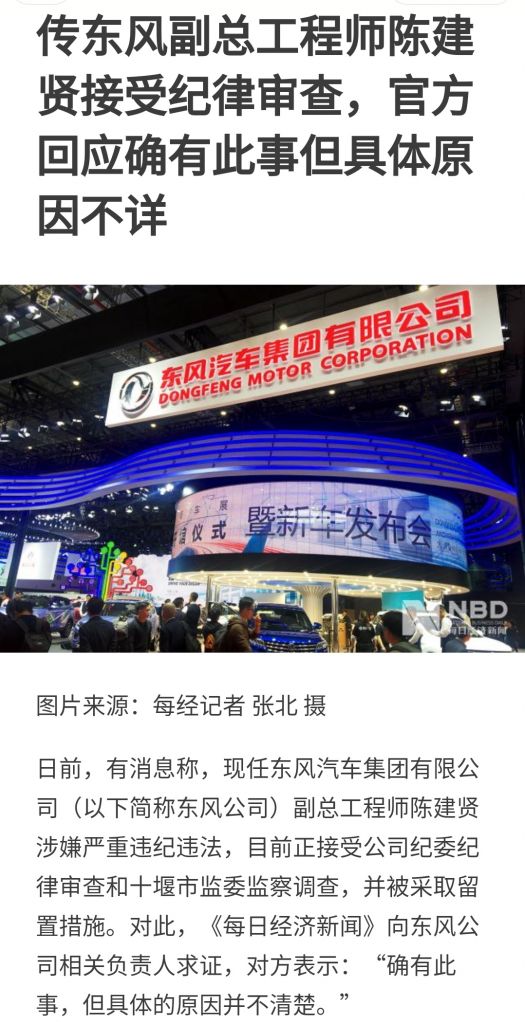 传东风副总工程师陈建
贤接受纪律审查，官方
回应确有此事但具体原
因不详
东风汽车集团有限公司
DONGFENG MOTOR CORPORATION
车 展
仪式
暨新车发布会
NBD
每日经济新闻
图片来源：每经记者 张北 摄
日前，有消息称，现任东风汽车集团有限公
司（以下简称东风公司）副总工程师陈建贤
涉嫌严重违纪违法，目前正接受公司纪委纪
律审查和十堰市监委监察调查，并被采取留
置措施。对此，《每日经济新闻》向东风公
司相关负责人求证，对方表示：“确有此
事，但具体的原因并不清楚。”